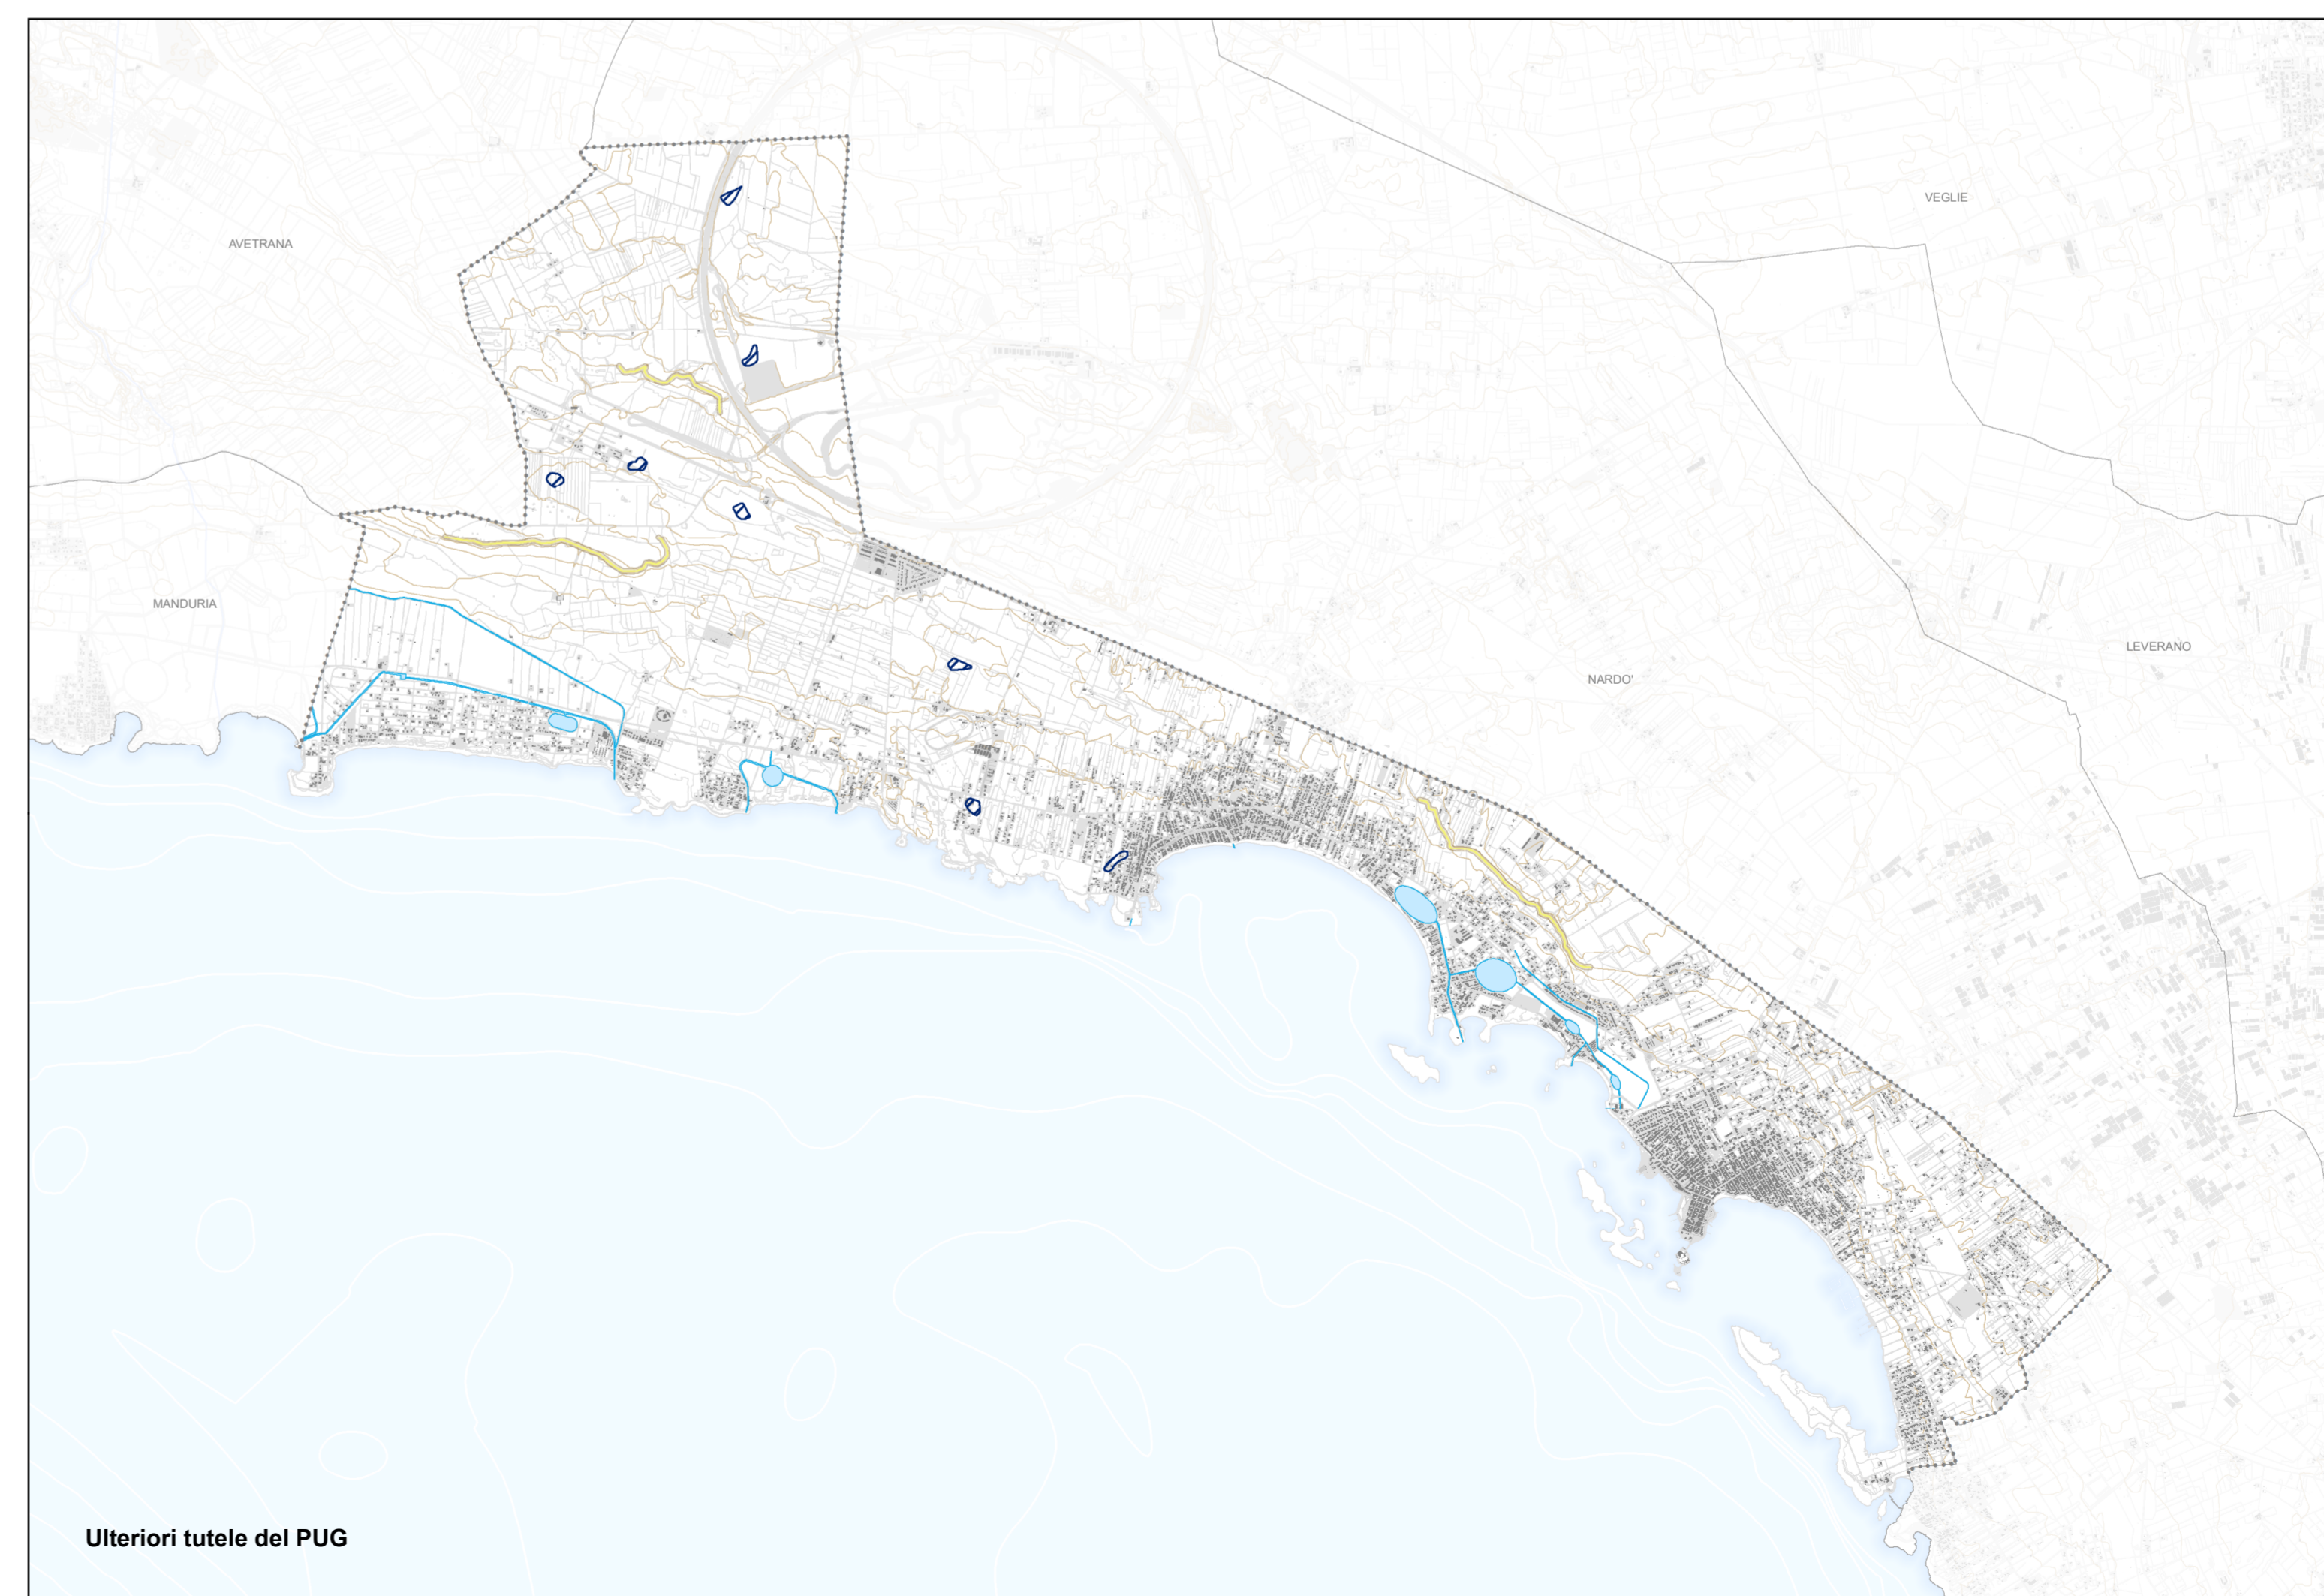 VEGLIE
AVETRANA
MANDURIA
LEVERANO
NARDO'
Ulteriori tutele del PUG